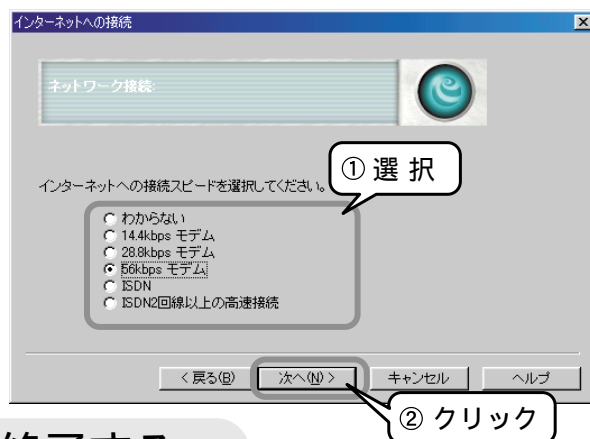 インターネットへの接続
ネットワーク接続:
① 選 択
インターネットへの接続スピードを選択してください。
わからない
14.4kbps モデム
28.8kbps モデム
56kbps モデム
ISDN
ISDN2回線以上の高速接続
< 戻る(B) 次へ(N) > キャンセル ヘルプ
② クリック